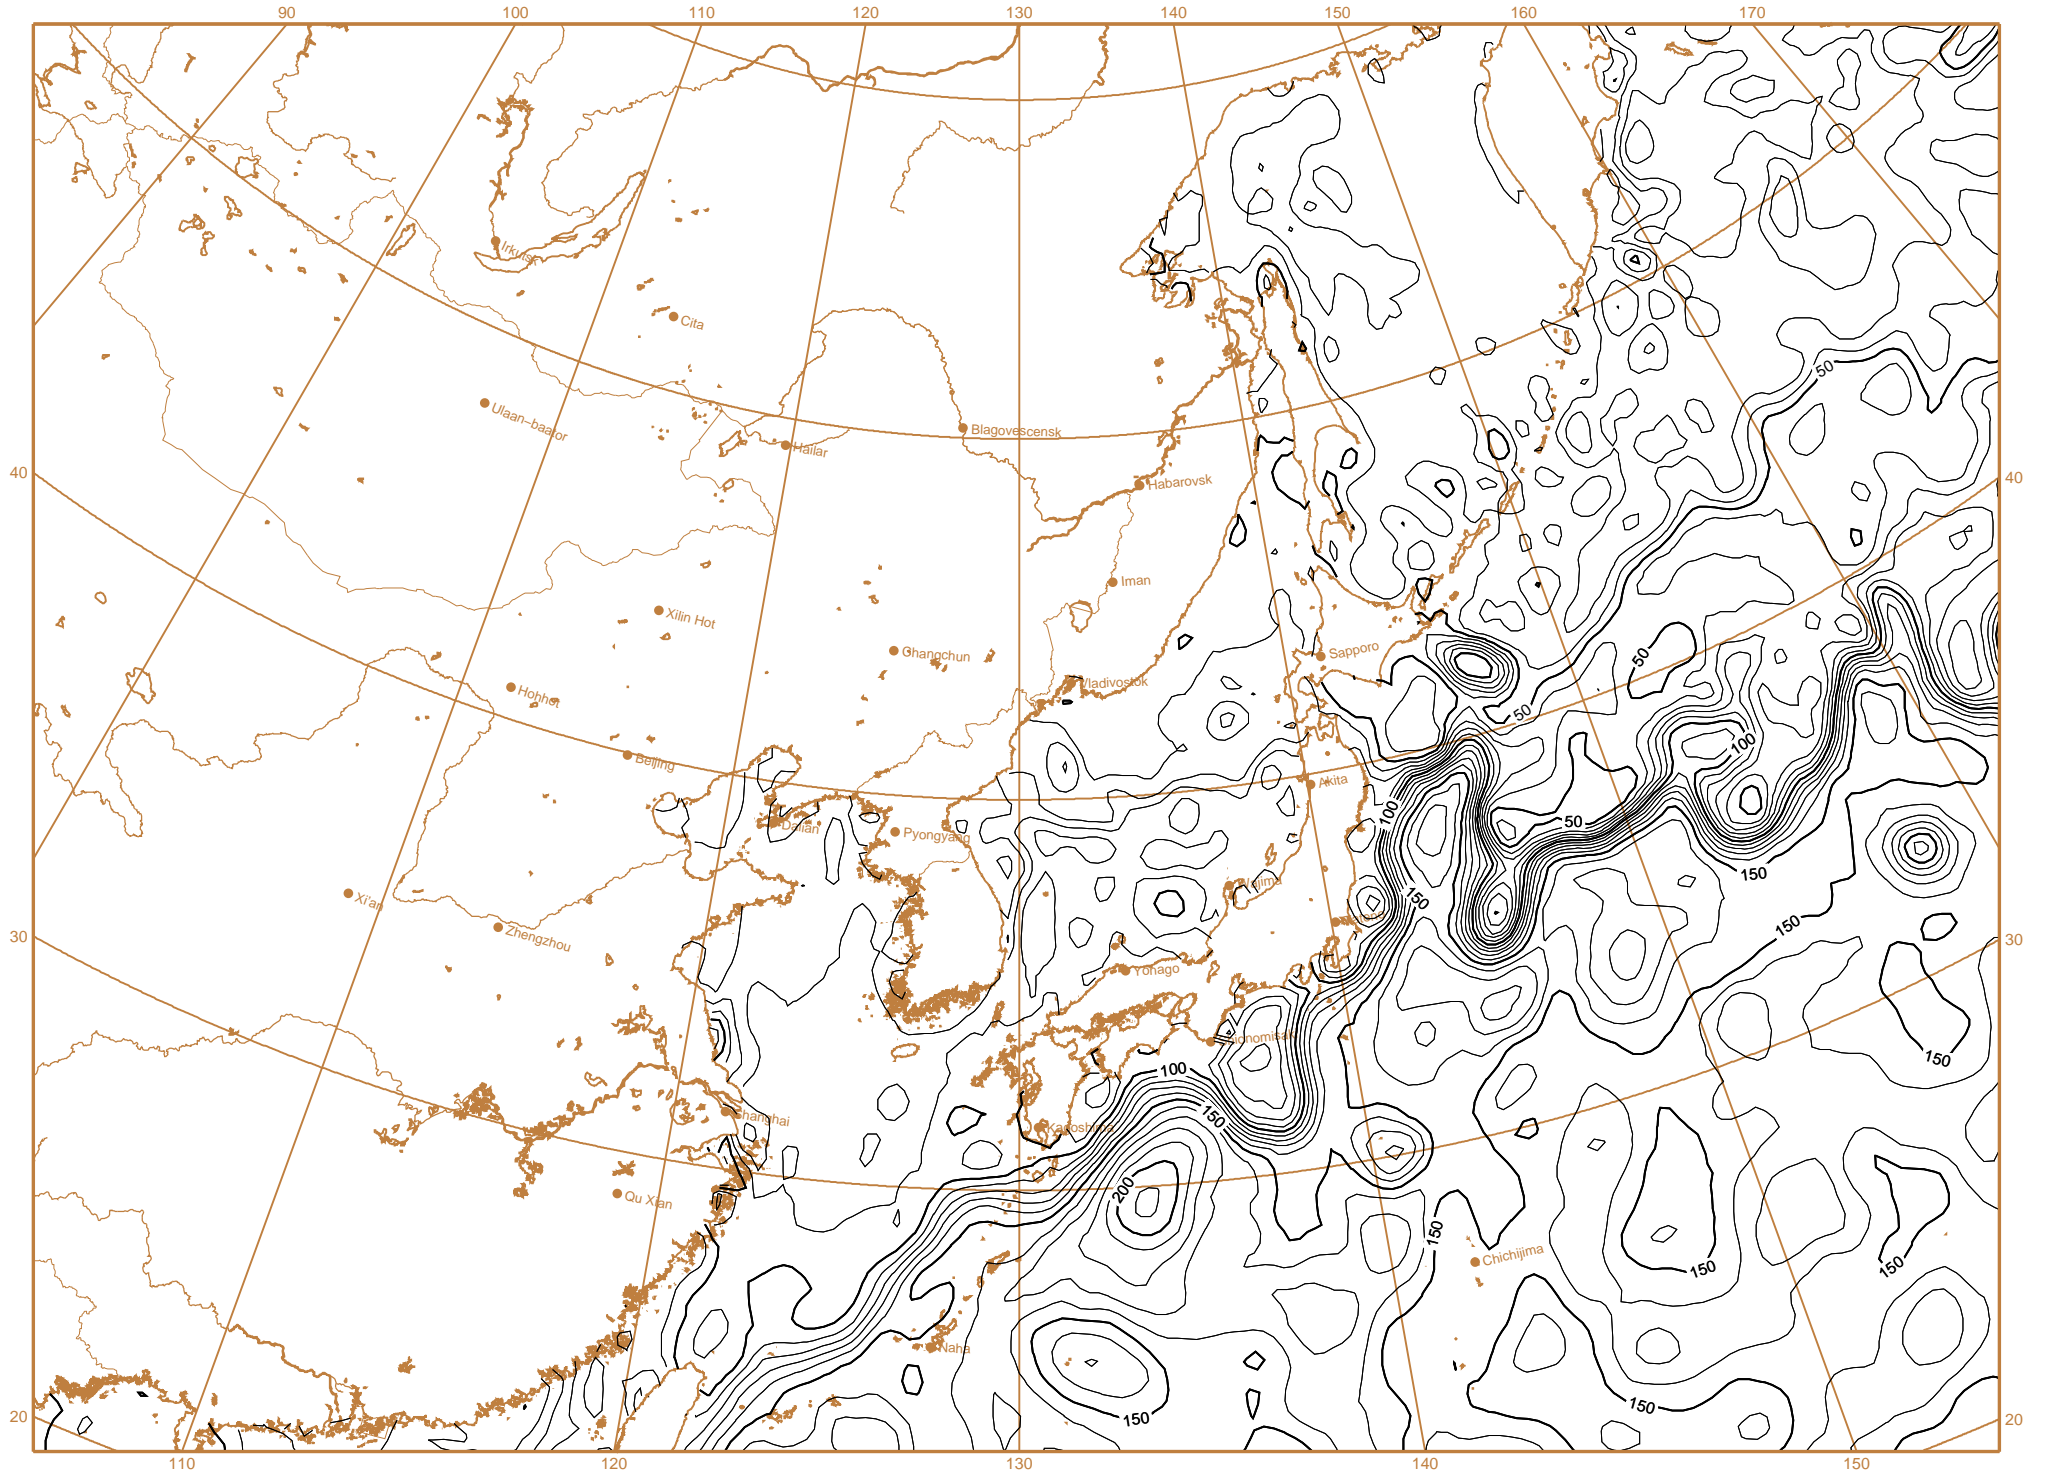 90 100 110 120 130 140 150 160 170
Irkutsk
Cita
50
Ulaan-baator
Blagovescensk
Hailar
40 40
Habarovsk
Iman
Xilin Hot
Changchun
Sapporo
50
Vladivostok
Hohhot
50
100
Beijing
Akita
100
50
Dalian
Pyongyang
150
Wajima
Xi'an
150
150
Zhengzhou
30 30
Yonago
150
100
Shanghai
150
Kagoshima
200
Qu Xian
150
Chichijima
150
150
Naha
150
150
20 20
110 120 130 140 150